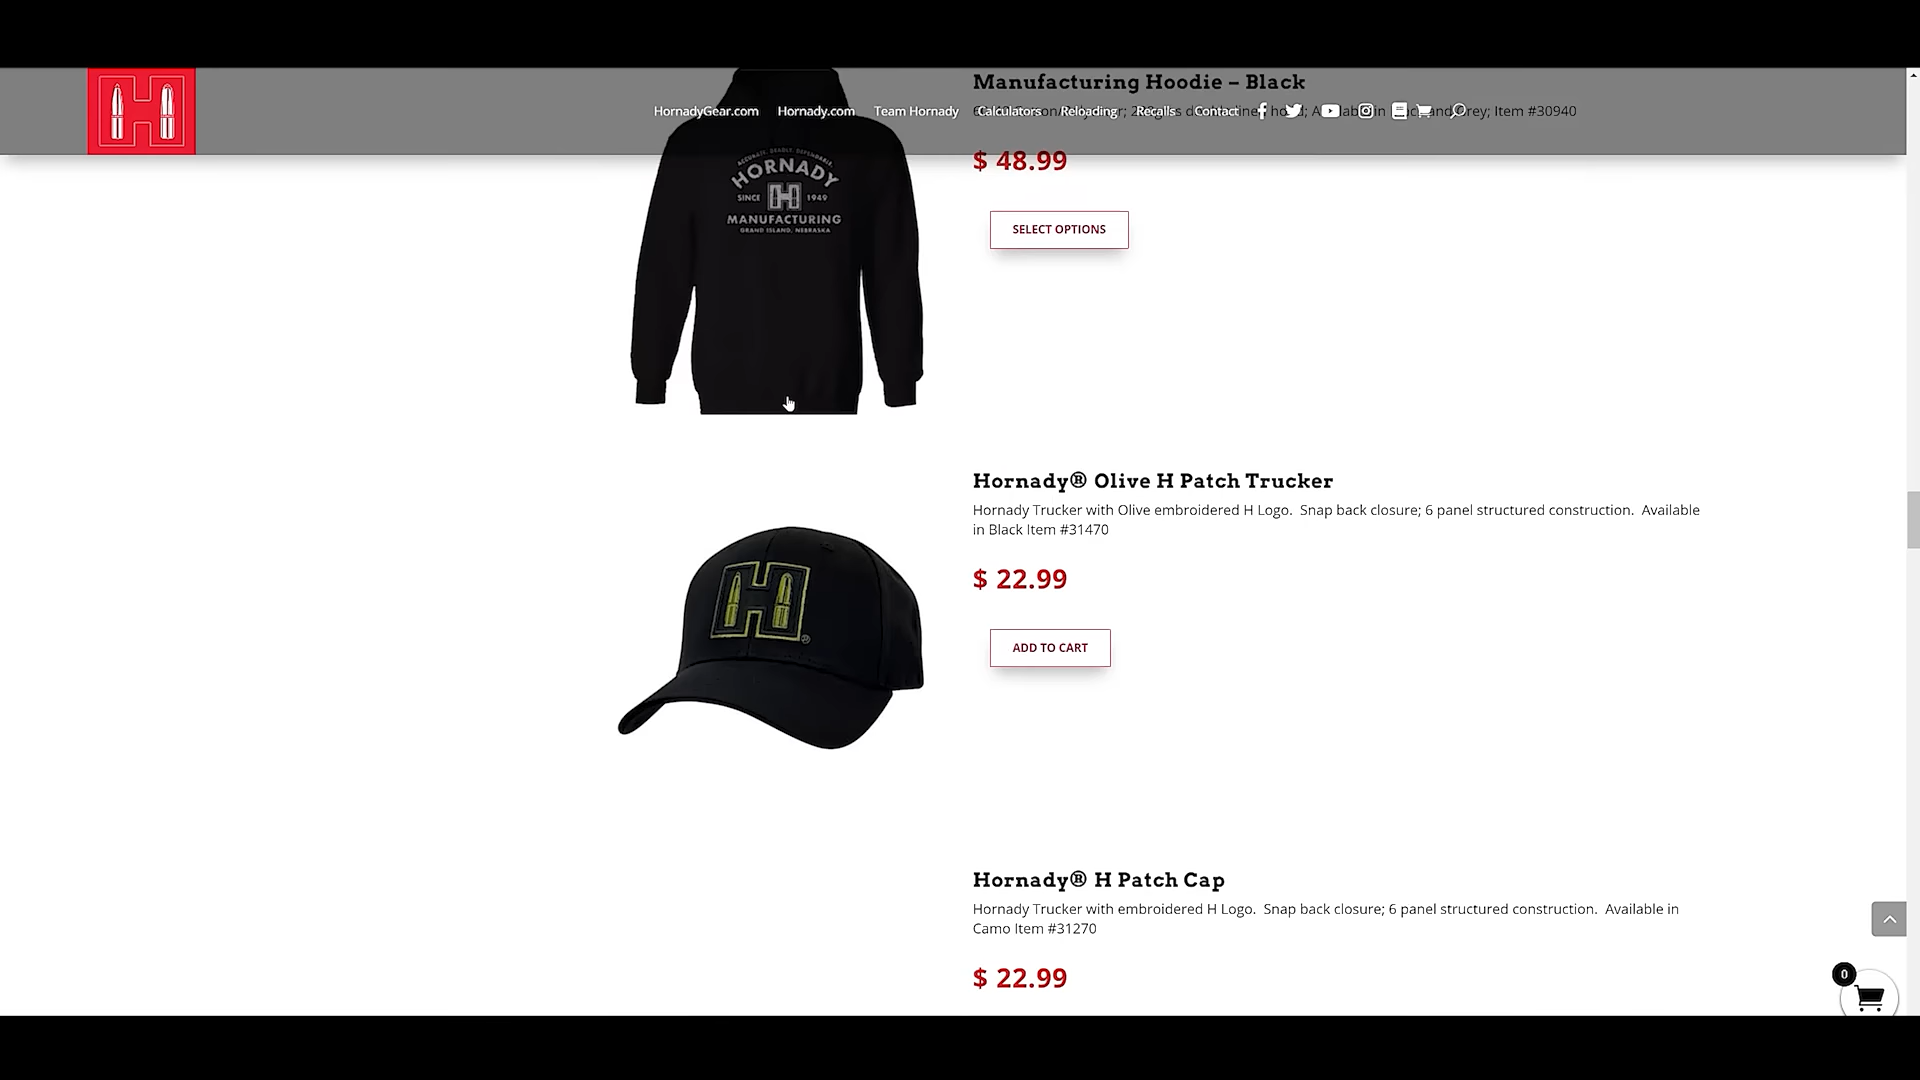 Manufacturing Hoodie – Black
HornadyGear.com Hornady.com Team Hornady Calculators Reloading Recalls Contact
Grey; Item #30940
$ 48.99
SELECT OPTIONS
ACCURATE. DEADLY. DEPENDABLE.
HORNADY
SINCE H 1949
MANUFACTURING
GRAND ISLAND, NEBRASKA
Hornady® Olive H Patch Trucker
Hornady Trucker with Olive embroidered H Logo. Snap back closure; 6 panel structured construction. Available
in Black Item #31470
$ 22.99
ADD TO CART
H
®
Hornady® H Patch Cap
Hornady Trucker with embroidered H Logo. Snap back closure; 6 panel structured construction. Available in
Camo Item #31270
$ 22.99
0